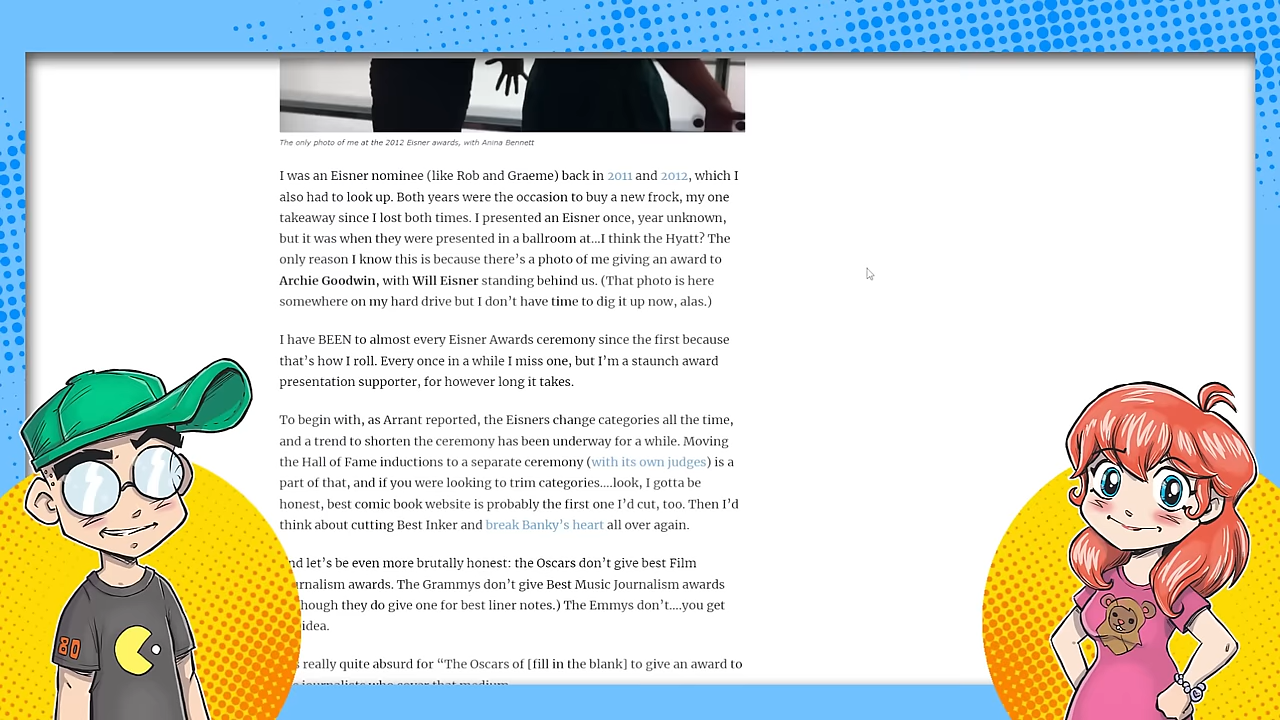 The only photo of me at the 2012 Eisner awards, with Anina Bennett
I was an Eisner nominee (like Rob and Graeme) back in 2011 and 2012, which I
also had to look up. Both years were the occasion to buy a new frock, my one
takeaway since I lost both times. I presented an Eisner once, year unknown,
but it was when they were presented in a ballroom at…I think the Hyatt? The
only reason I know this is because there’s a photo of me giving an award to
Archie Goodwin, with Will Eisner standing behind us. (That photo is here
somewhere on my hard drive but I don’t have time to dig it up now, alas.)
I have BEEN to almost every Eisner Awards ceremony since the first because
that’s how I roll. Every once in a while I miss one, but I’m a staunch award
presentation supporter, for however long it takes.
To begin with, as Arrant reported, the Eisners change categories all the time,
and a trend to shorten the ceremony has been underway for a while. Moving
the Hall of Fame inductions to a separate ceremony (with its own judges) is a
part of that, and if you were looking to trim categories….look, I gotta be
honest, best comic book website is probably the first one I’d cut, too. Then I’d
think about cutting Best Inker and break Banky’s heart all over again.
nd let’s be even more brutally honest: the Oscars don’t give best Film
urnalism awards. The Grammys don’t give Best Music Journalism awards
hough they do give one for best liner notes.) The Emmys don’t….you get
idea.
s really quite absurd for “The Oscars of [fill in the blank] to give an award to
journalists who cover that medium
80